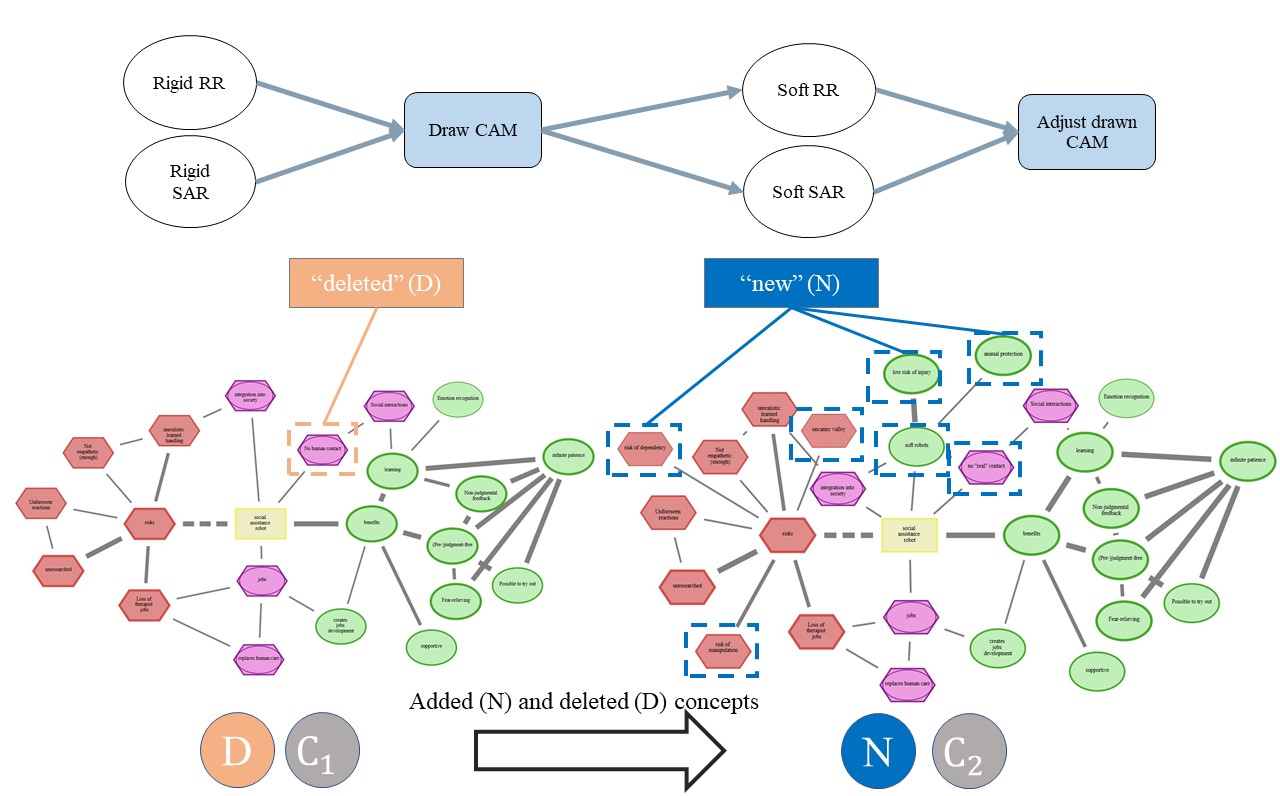 Rigid RR
Rigid
SAR
Draw CAM
Soft RR
Soft SAR
Adjust drawn
CAM
“deleted” (D)
“new” (N)
integration into
society
Social interactions
Emotion recognition
unrealistic
learned
handling
Not
empathetic
(enough)
No human contact
learning
infinite patience
Unforeseen
reactions
Non-judgmental
feedback
risks
social
assistance
robot
benefits
(Pre-)judgment-free
unresearched
jobs
Possible to try out
Loss of
therapist
jobs
Fear-relieving
creates
jobs
development
supportive
replaces human care
low risk of injury
animal protection
unrealistic
learned
handling
uncanny valley
Social interactions
Emotion recognition
risk of dependency
Not
empathetic
(enough)
soft robots
no "real" contact
learning
infinite patience
integration into
society
Unforeseen
reactions
Non-judgmental
feedback
risks
social
assistance
robot
benefits
(Pre-)judgment-free
unresearched
Possible to try out
jobs
Loss of
therapist
jobs
Fear-relieving
risk of
manipulation
creates
jobs
development
supportive
replaces human care
Added (N) and deleted (D) concepts
D
C1
N
C2